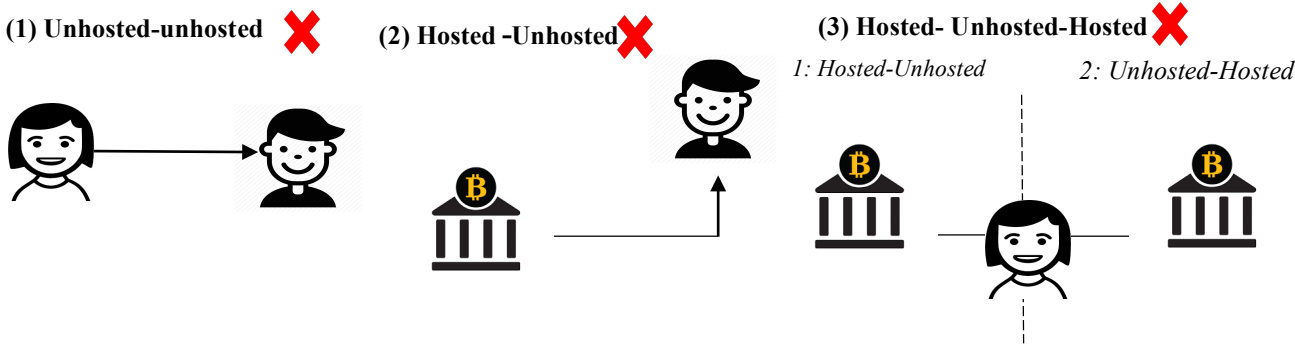 (1) Unhosted-unhosted
(2) Hosted -Unhosted
(3) Hosted- Unhosted-Hosted
1: Hosted-Unhosted
2: Unhosted-Hosted